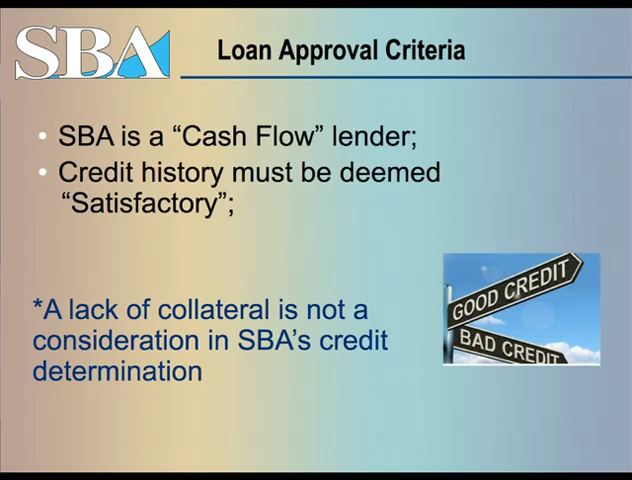 SBA
Loan Approval Criteria
• SBA is a “Cash Flow” lender;
• Credit history must be deemed
“Satisfactory”;
*A lack of collateral is not a
consideration in SBA’s credit
determination
GOOD CREDIT
BAD CREDIT